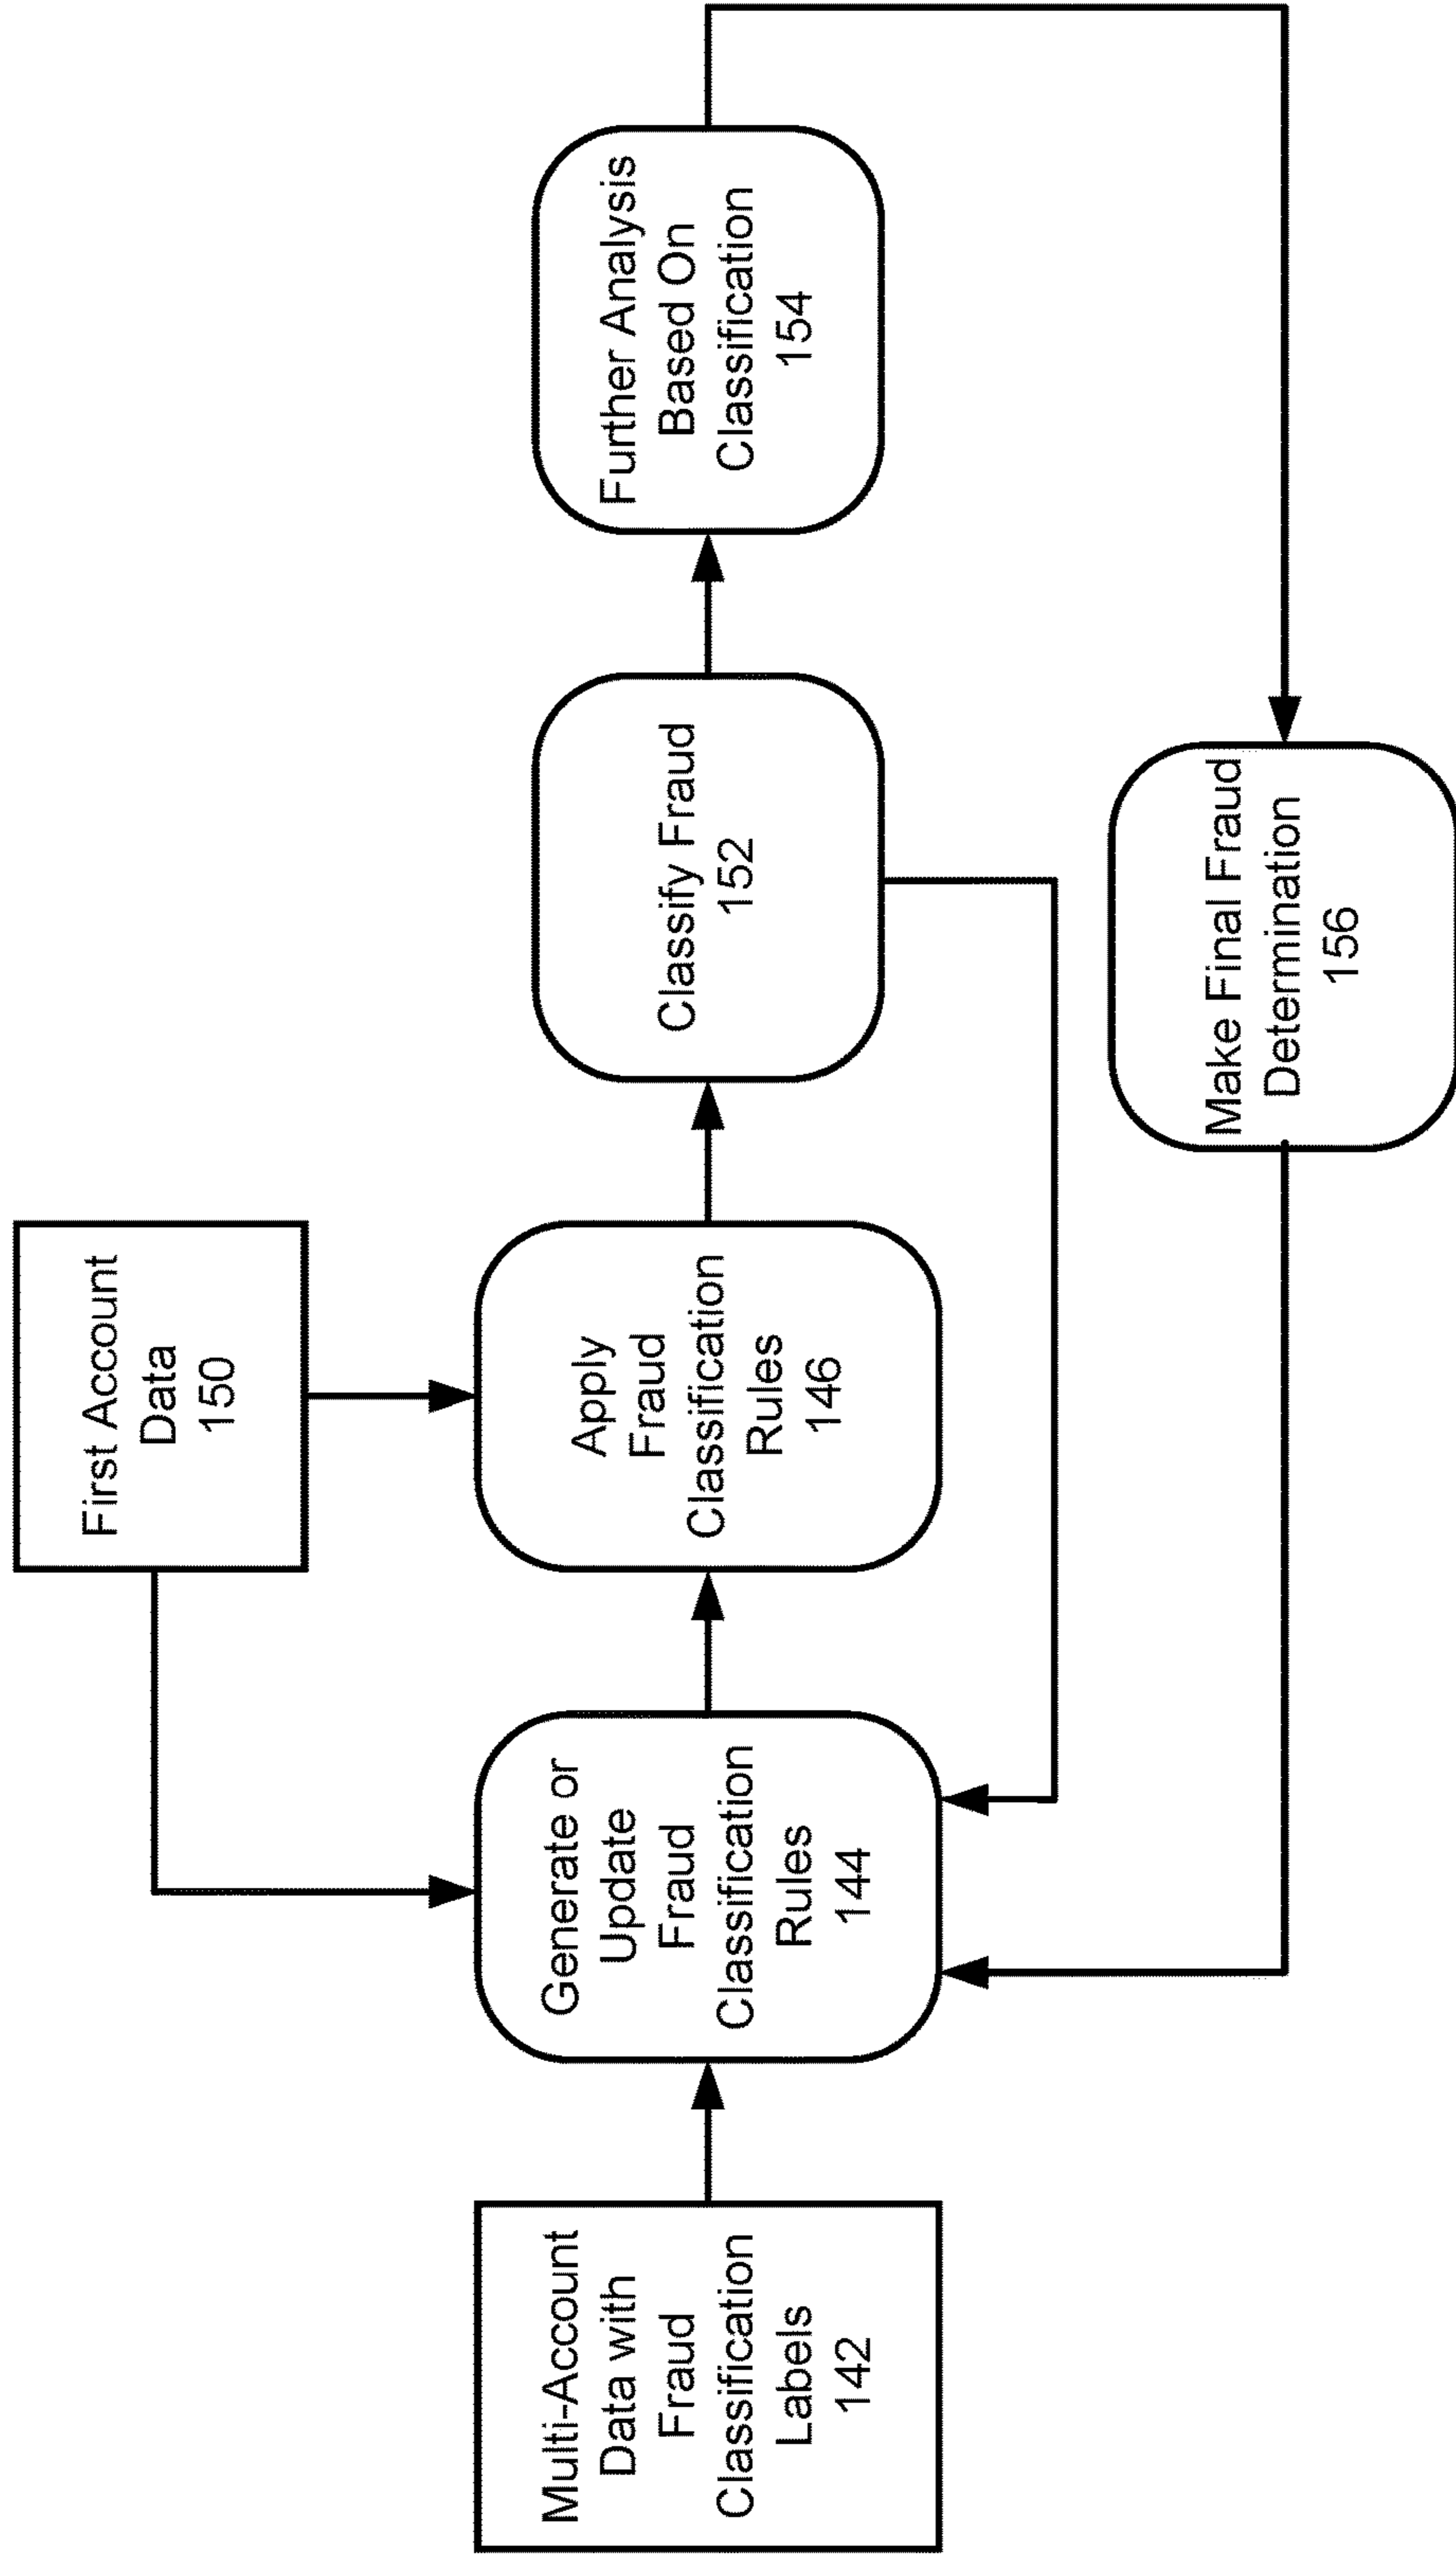 First Account
Data
150
Multi-Account
Data with
Fraud
Classification
Labels
142
Generate or
Update
Fraud
Classification
Rules
144
Apply
Fraud
Classification
Rules
146
Classify Fraud
152
Further Analysis
Based On
Classification
154
Make Final Fraud
Determination
156